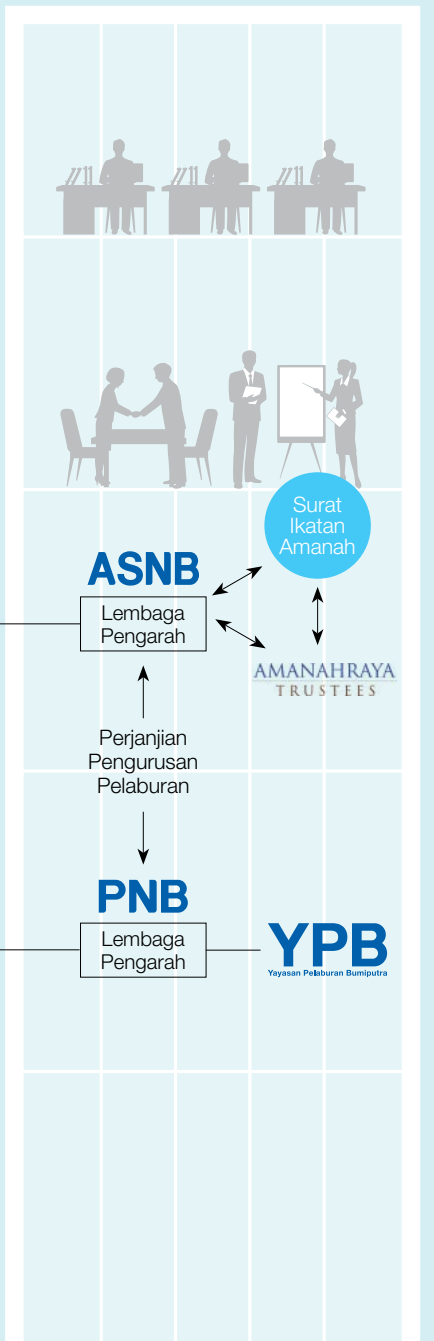 Surat
Ikatan
Amanah
ASNB
Lembaga
Pengarah
AMANAHRAYA
TRUSTEES
Perjanjian
Pengurusan
Pelaburan
PNB
Lembaga
Pengarah
YPB
Yayasan Pelaburan Bumiputra